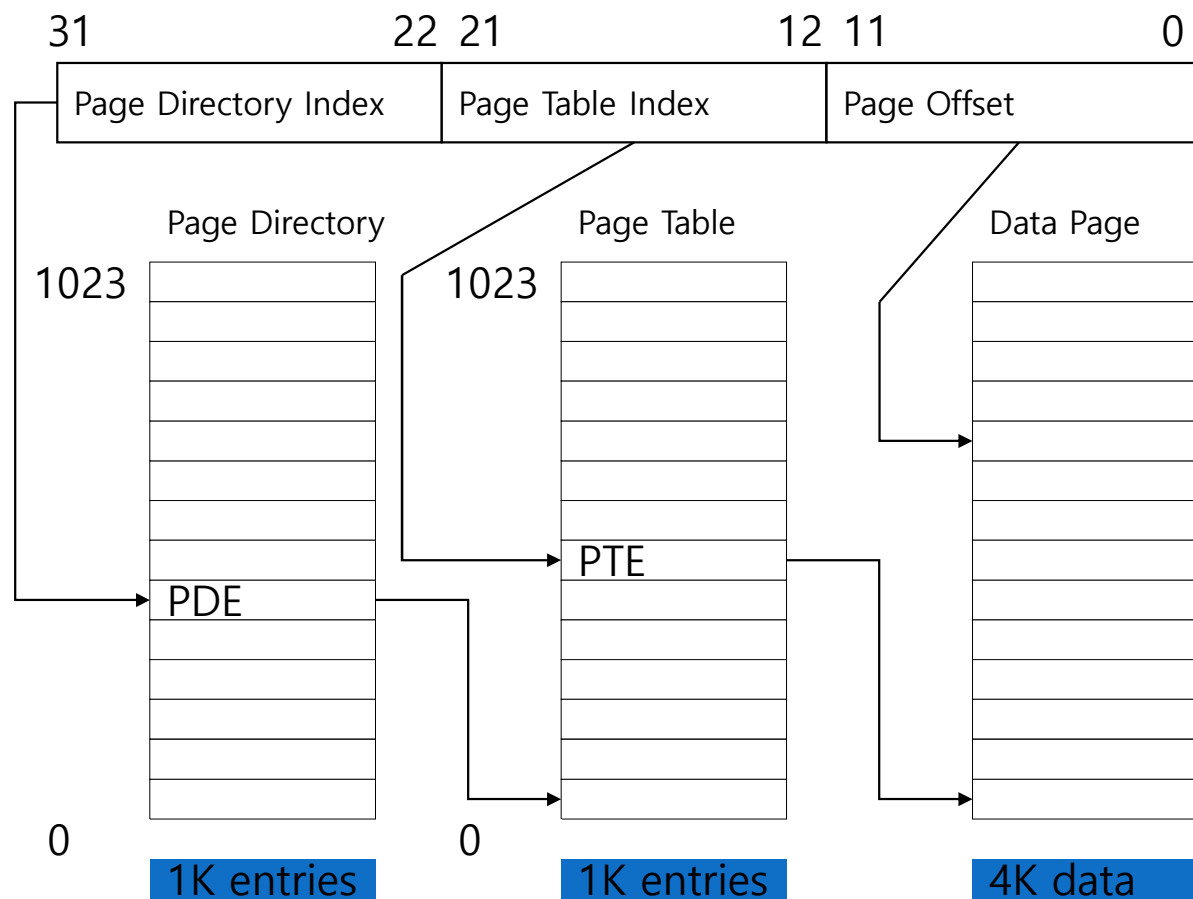 31 22 21 12 11 0
Page Directory Index Page Table Index Page Offset
Page Directory Page Table Data Page
1023 1023
PTE
PDE
0 0
1K entries 1K entries 4K data